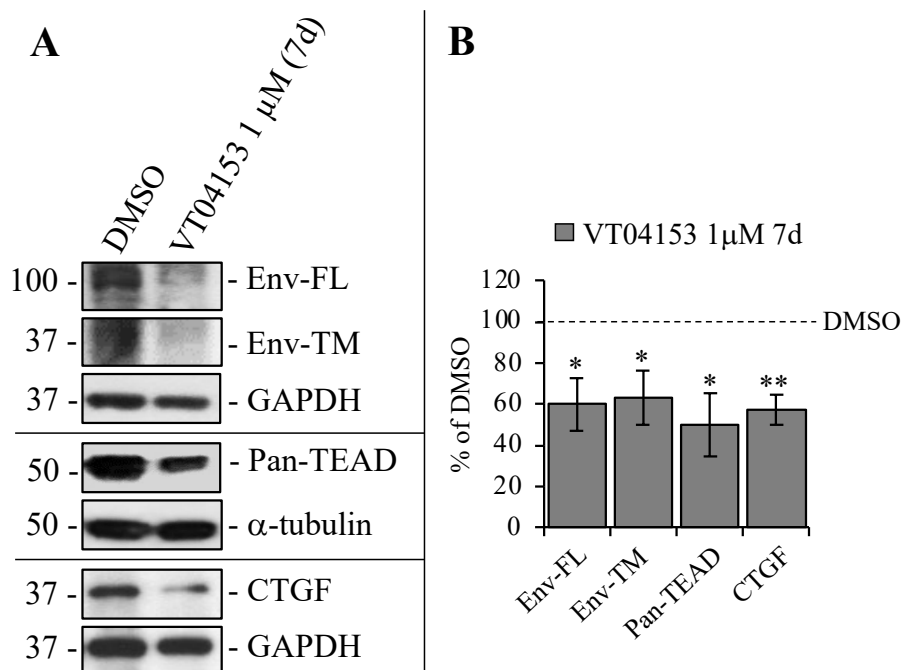 A
DMSO
VT04153 1 μM (7d)
100 - - Env-FL
37 - - Env-TM
37 - - GAPDH
50 - - Pan-TEAD
50 - - α-tubulin
37 - - CTGF
37 - - GAPDH
B
VT04153 1μM 7d
% of DMSO
120
100
80
60
40
20
0
DMSO
*
*
*
**
Env-FL
Env-TM
Pan-TEAD
CTGF